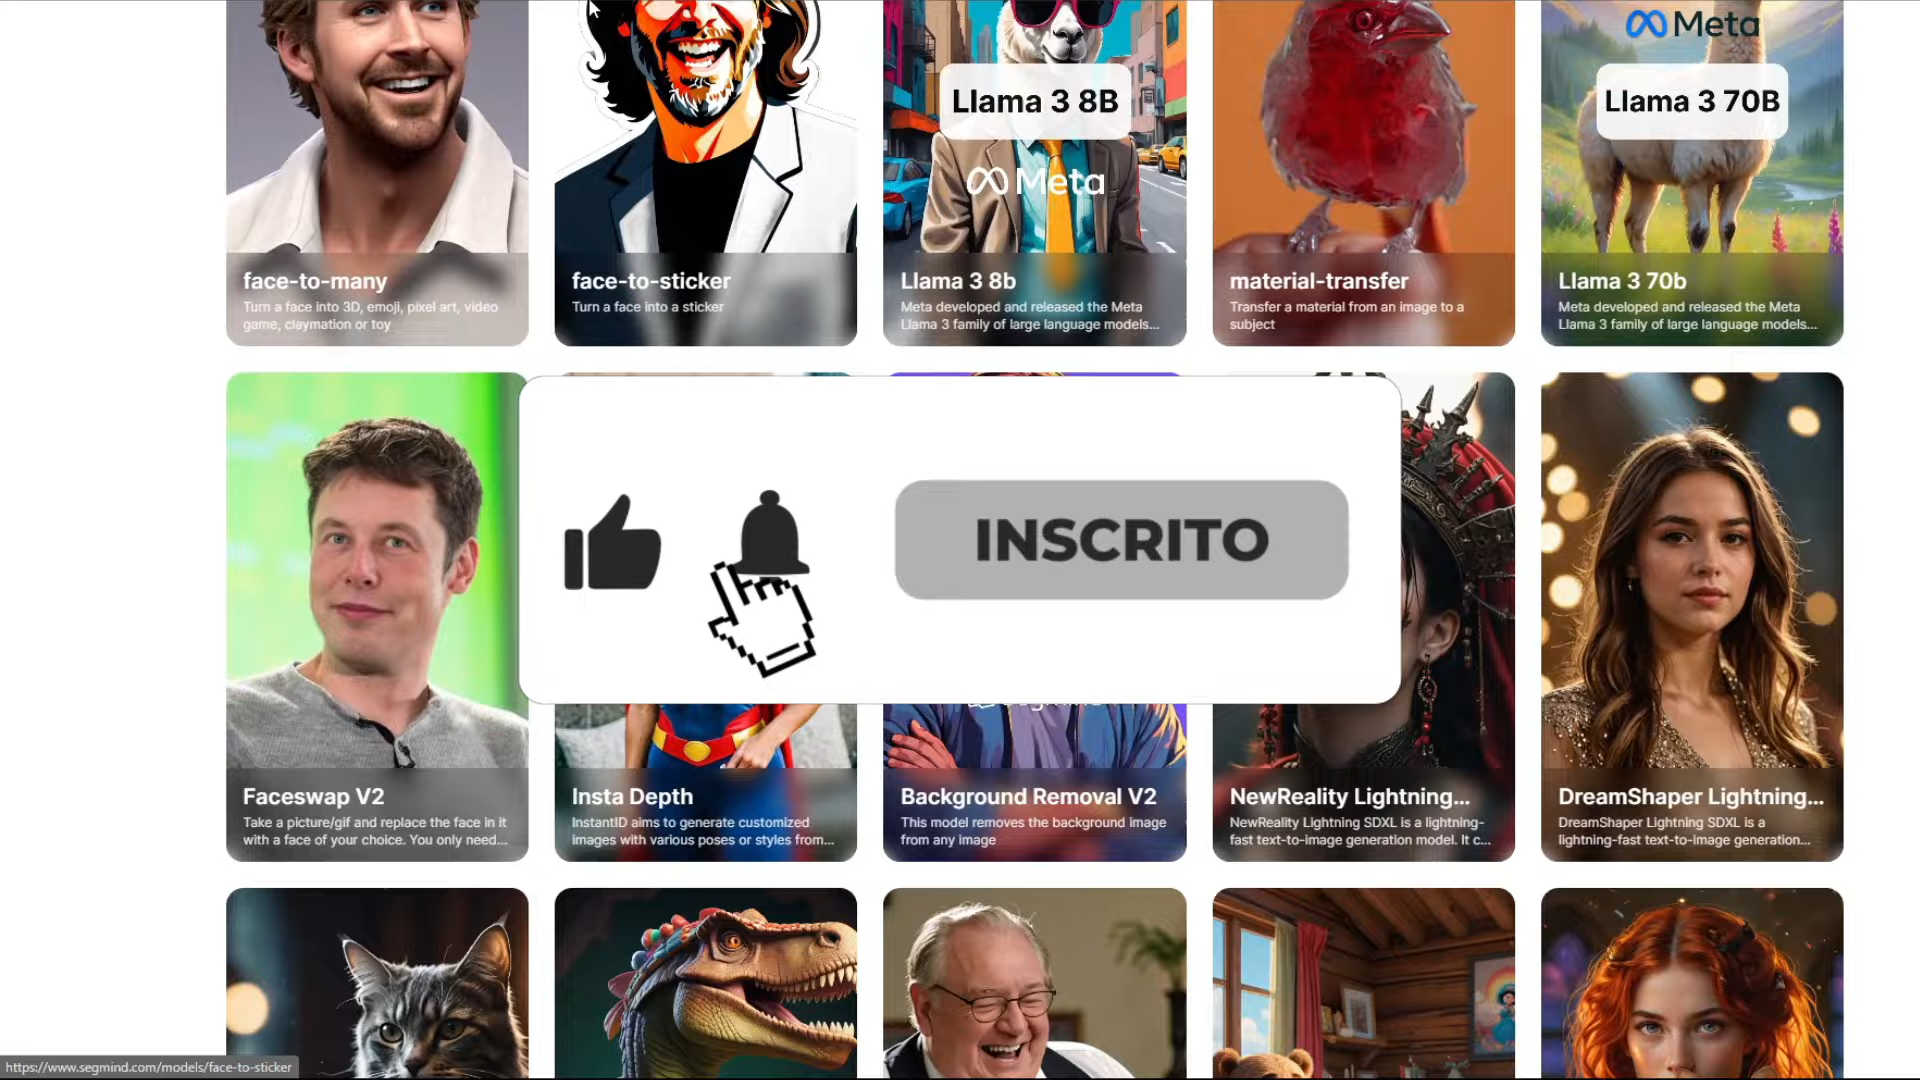 Meta
Llama 3 8B
Llama 3 70B
Meta
face-to-many
Turn a face into 3D, emoji, pixel art, video
game, claymation or toy
face-to-sticker
Turn a face into a sticker
Llama 3 8b
Meta developed and released the Meta
Llama 3 family of large language models...
material-transfer
Transfer a material from an image to a
subject
Llama 3 70b
Meta developed and released the Meta
Llama 3 family of large language models...
INSCRITO
Faceswap V2
Take a picture/gif and replace the face in it
with a face of your choice. You only need...
Insta Depth
InstantID aims to generate customized
images with various poses or styles from...
Background Removal V2
This model removes the background image
from any image
NewReality Lightning...
NewReality Lightning SDXL is a lightning-
fast text-to-image generation model. It c...
DreamShaper Lightning...
DreamShaper Lightning SDXL is a
lightning-fast text-to-image generation...
https://www.segmind.com/models/face-to-sticker